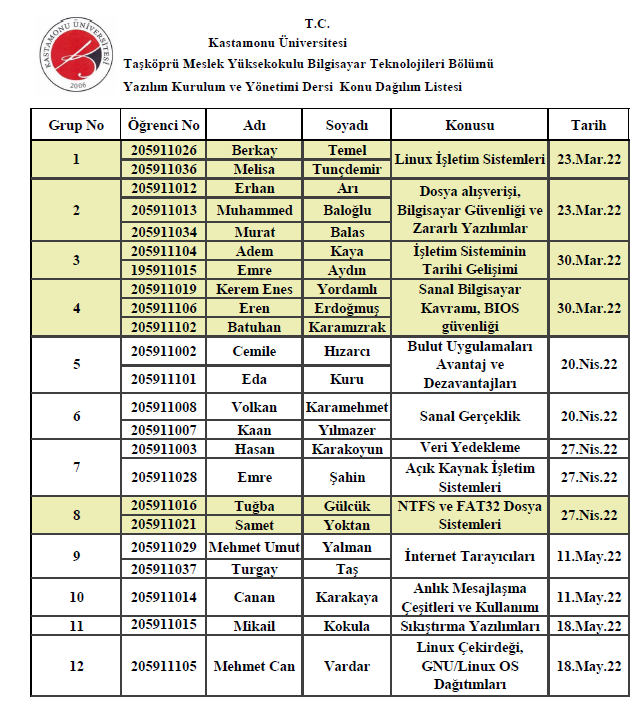 KASTAMONU ÜNİVERSİTESİ
2006
T.C.
Kastamonu Üniversitesi
Taşköprü Meslek Yüksekokulu Bilgisayar Teknolojileri Bölümü
Yazılım Kurulum ve Yönetimi Dersi Konu Dağılım Listesi
Grup No Öğrenci No Adı Soyadı Konusu Tarih
1 205911026 Berkay Temel Linux İşletim Sistemleri 23.Mar.22
205911036 Melisa Tunçdemir
2 205911012 Erhan Arı Dosya alışverişi, 23.Mar.22
205911013 Muhammed Baloğlu Bilgisayar Güvenliği ve
205911034 Murat Balas Zararlı Yazılımlar
3 205911104 Adem Kaya İşletim Sisteminin 30.Mar.22
195911015 Emre Aydın Tarihi Gelişimi
4 205911019 Kerem Enes Yordamlı Sanal Bilgisayar 30.Mar.22
205911106 Eren Erdoğmuş Kavramı, BIOS
205911102 Batuhan Karamızrak güvenliği
5 205911002 Cemile Hızarcı Bulut Uygulamaları 20.Nis.22
Avantaj ve
205911101 Eda Kuru Dezavantajları
6 205911008 Volkan Karamehmet Sanal Gerçeklik 20.Nis.22
205911007 Kaan Yılmazer
7 205911003 Hasan Karakoyun Veri Yedekleme 27.Nis.22
205911028 Emre Şahin Açık Kaynak İşletim 27.Nis.22
Sistemleri
8 205911016 Tuğba Gülcük NTFS ve FAT32 Dosya 27.Nis.22
205911021 Samet Yoktan Sistemleri
9 205911029 Mehmet Umut Yalman İnternet Tarayıcıları 11.May.22
205911037 Turgay Taş
10 205911014 Canan Karakaya Anlık Mesajlaşma 11.May.22
Çeşitleri ve Kullanımı
11 205911015 Mikail Kokula Sıkıştırma Yazılımları 18.May.22
12 205911105 Mehmet Can Vardar Linux Çekirdeği, 18.May.22
GNU/Linux OS
Dağıtımları